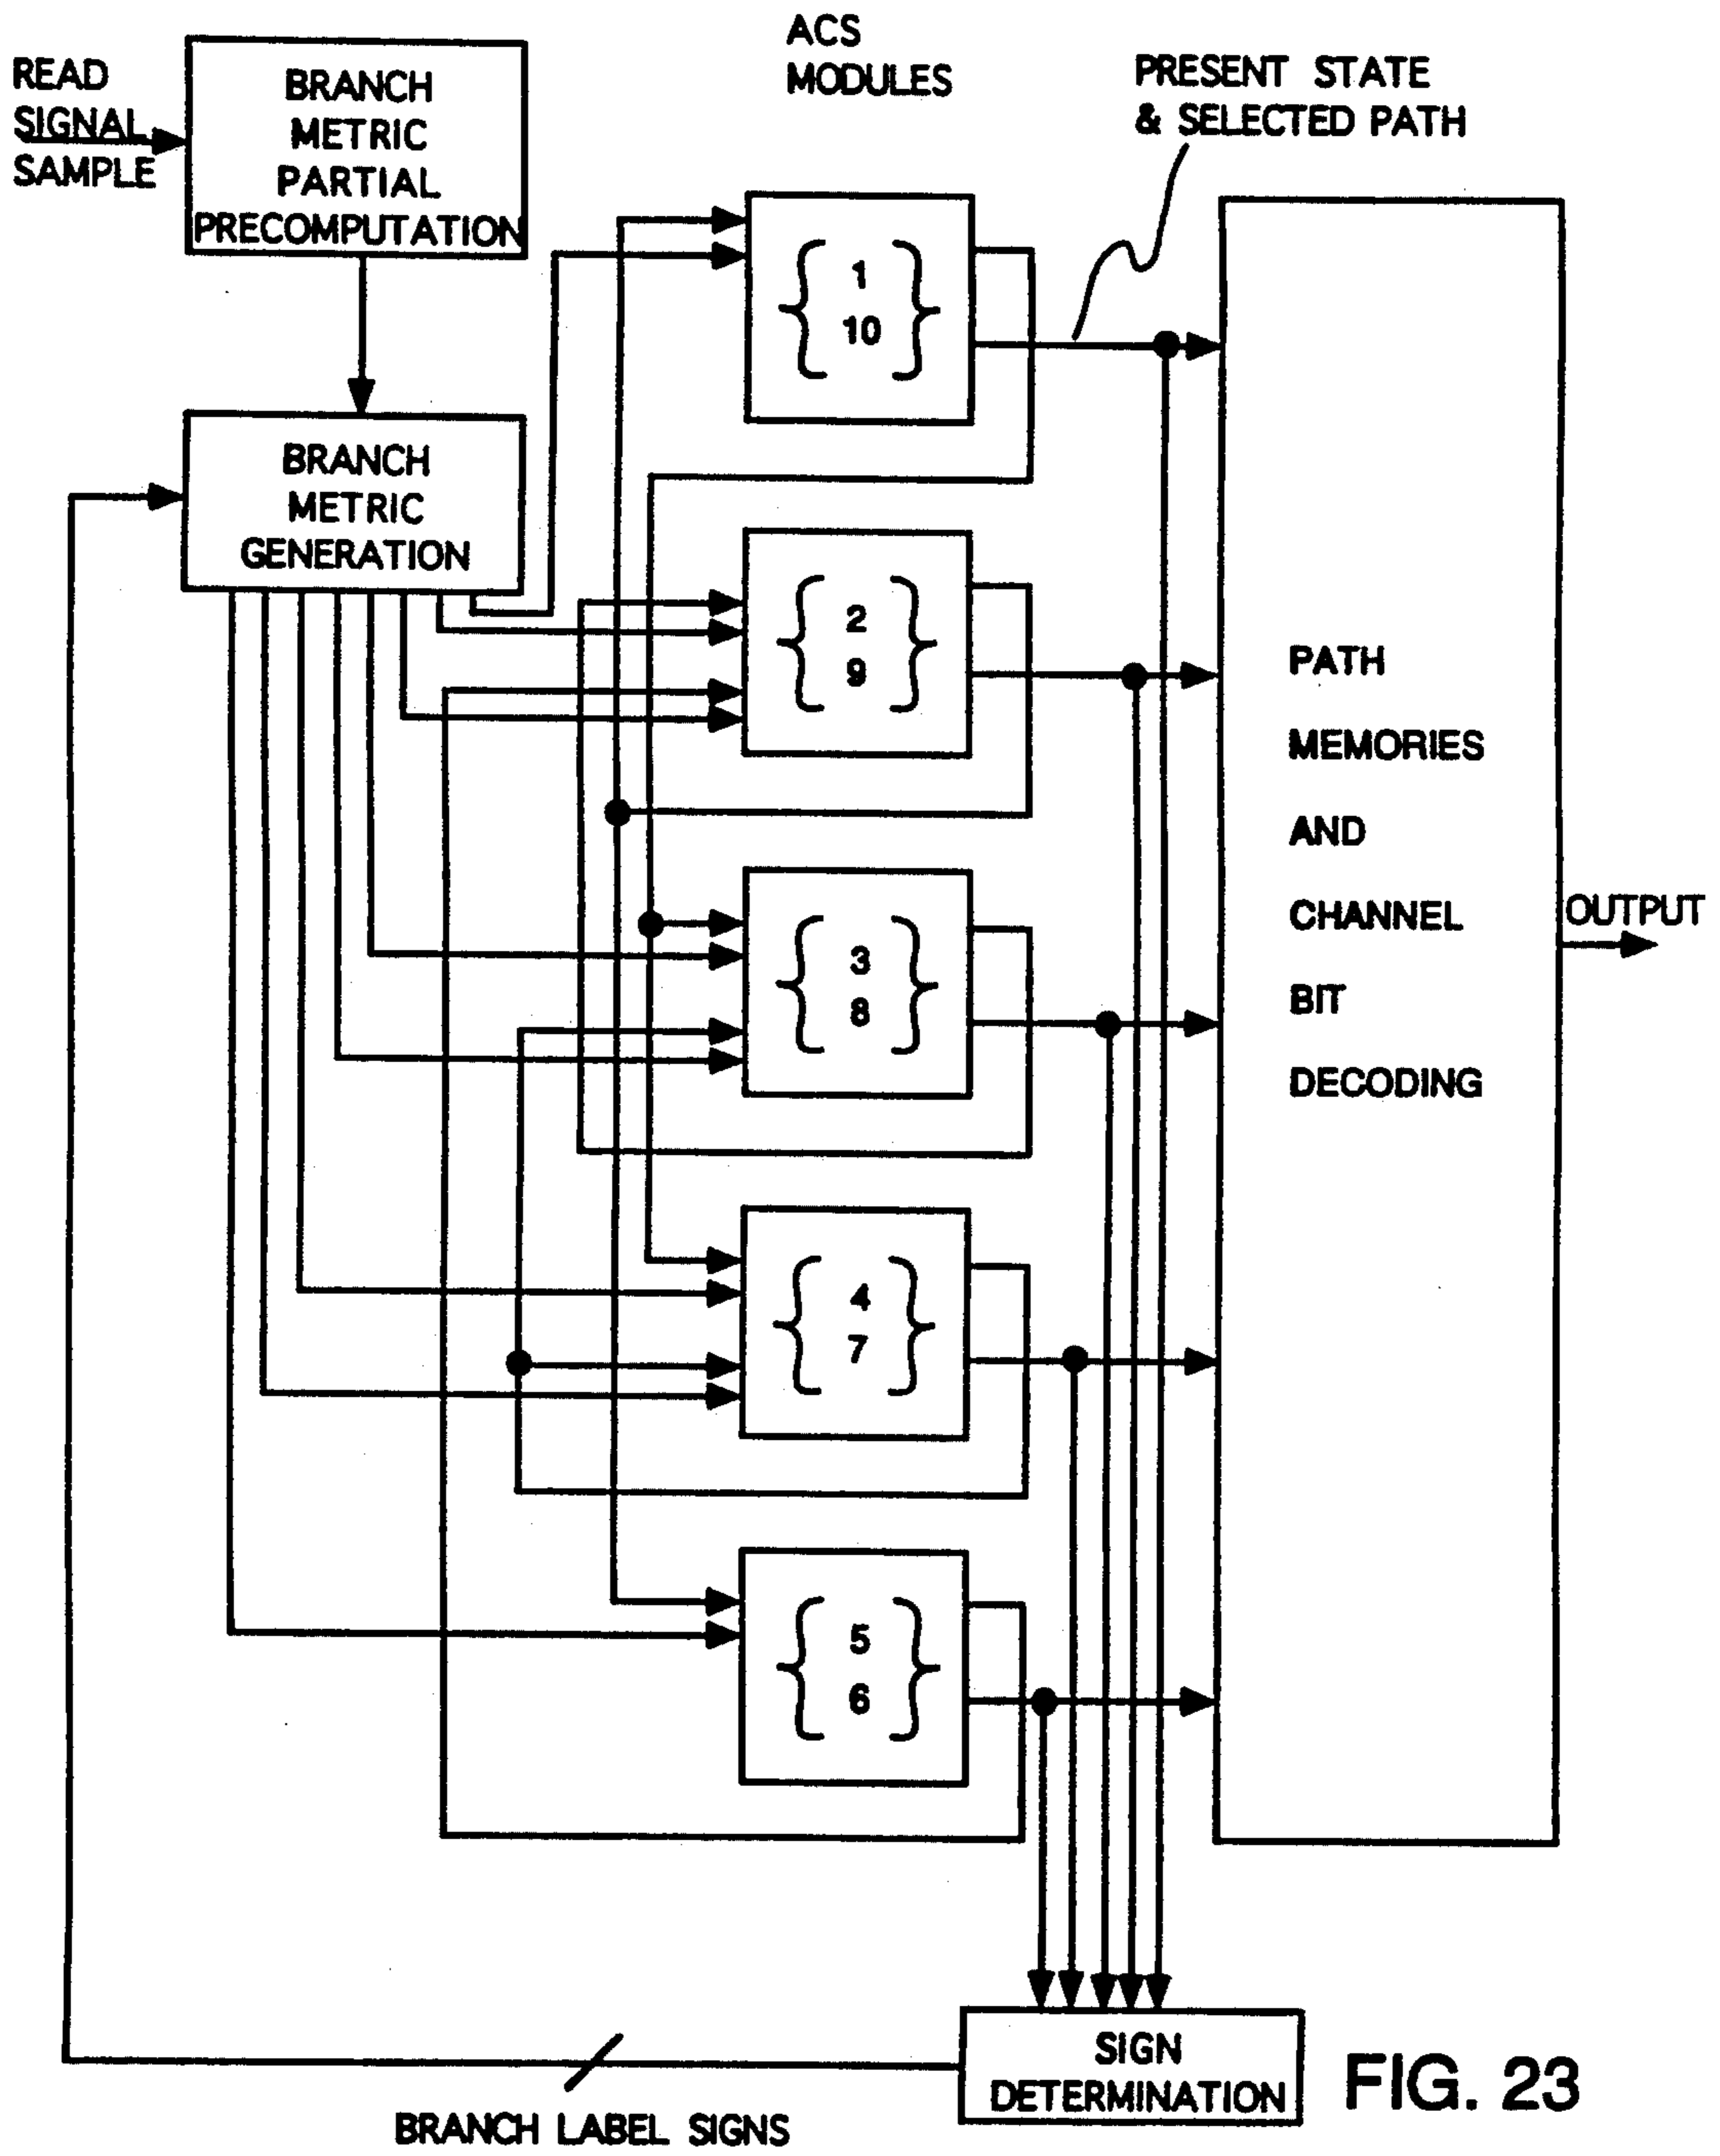 READ
SIGNAL
SAMPLE
BRANCH
METRIC
PARTIAL
PRECOMPUTATION
ACS
MODULES
PRESENT STATE
& SELECTED PATH
1
10
BRANCH
METRIC
GENERATION
2
9
3
8
4
7
5
6
PATH
MEMORIES
AND
CHANNEL
BIT
DECODING
OUTPUT
SIGN
DETERMINATION
BRANCH LABEL SIGNS
FIG. 23